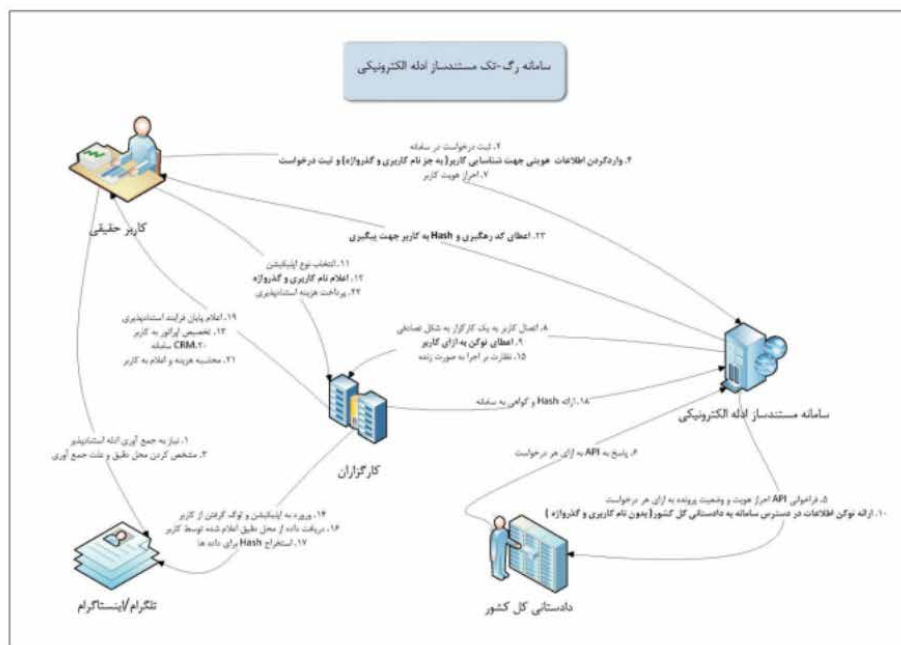 سامانه رگ-تک مستندساز ادله الکترونیکی
۲. ثبت درخواست در سامانه
۴. واردکردن اطلاعات هویتی جهت شناسایی کاربر( به جز نام کاربری و گذرواژه) و ثبت درخواست
۷. احراز هویت کاربر
کاربر حقیقی
۲۳. اعطای کد رهگیری و Hash به کاربر جهت پیگیری
۱۱. انتخاب نوع اپلیکیشن
۱۲. اعلام نام کاربری و گذرواژه
۲۲. پرداخت هزینه استنادپذیری
۱۹. اعلام پایان فرایند استنادپذیری
۱۳. تخصیص اپراتور به کاربر
۲۰.CRM سامانه
۲۱. محاسبه هزینه و اعلام به کاربر
۸. اتصال کاربر به یک کارگزار به شکل تصادفی
۹. اعطای توکن به ازای کاربر
۱۵. نظارت بر اجرا به صورت زنده
۱۸. ارائه Hash و گواهی به سامانه
سامانه مستندساز ادله الکترونیکی
کارگزاران
۱. نیاز به جمع آوری ادله استنادپذیر
۳. مشخص کردن محل دقیق و علت جمع آوری
۶. پاسخ به API به ازای هر درخواست
۵. فراخوانی API احراز هویت و وضعیت پرونده به ازای هر درخواست
۱۰. ارائه توکن اطلاعات در دسترس سامانه به دادستانی کل کشور( بدون نام کاربری و گذرواژه )
۱۴. ورورد به اپلیکیشن و لوگ گرفتن از کاربر
۱۶. دریافت داده از محل دقیق اعلام شده توسط کاربر
۱۷. استخراج Hash برای داده ها
تلگرام/اینستاگرام
دادستانی کل کشور